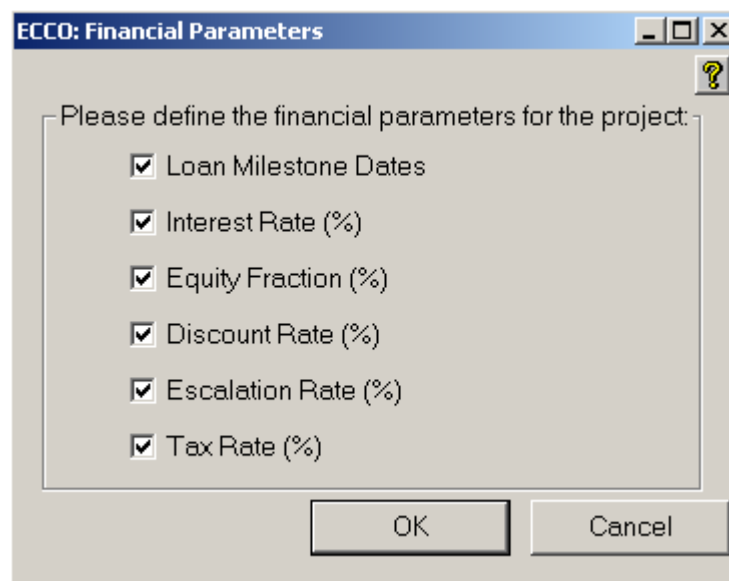 ECCO: Financial Parameters
?
Please define the financial parameters for the project:
Loan Milestone Dates
Interest Rate (%)
Equity Fraction (%)
Discount Rate (%)
Escalation Rate (%)
Tax Rate (%)
OK Cancel